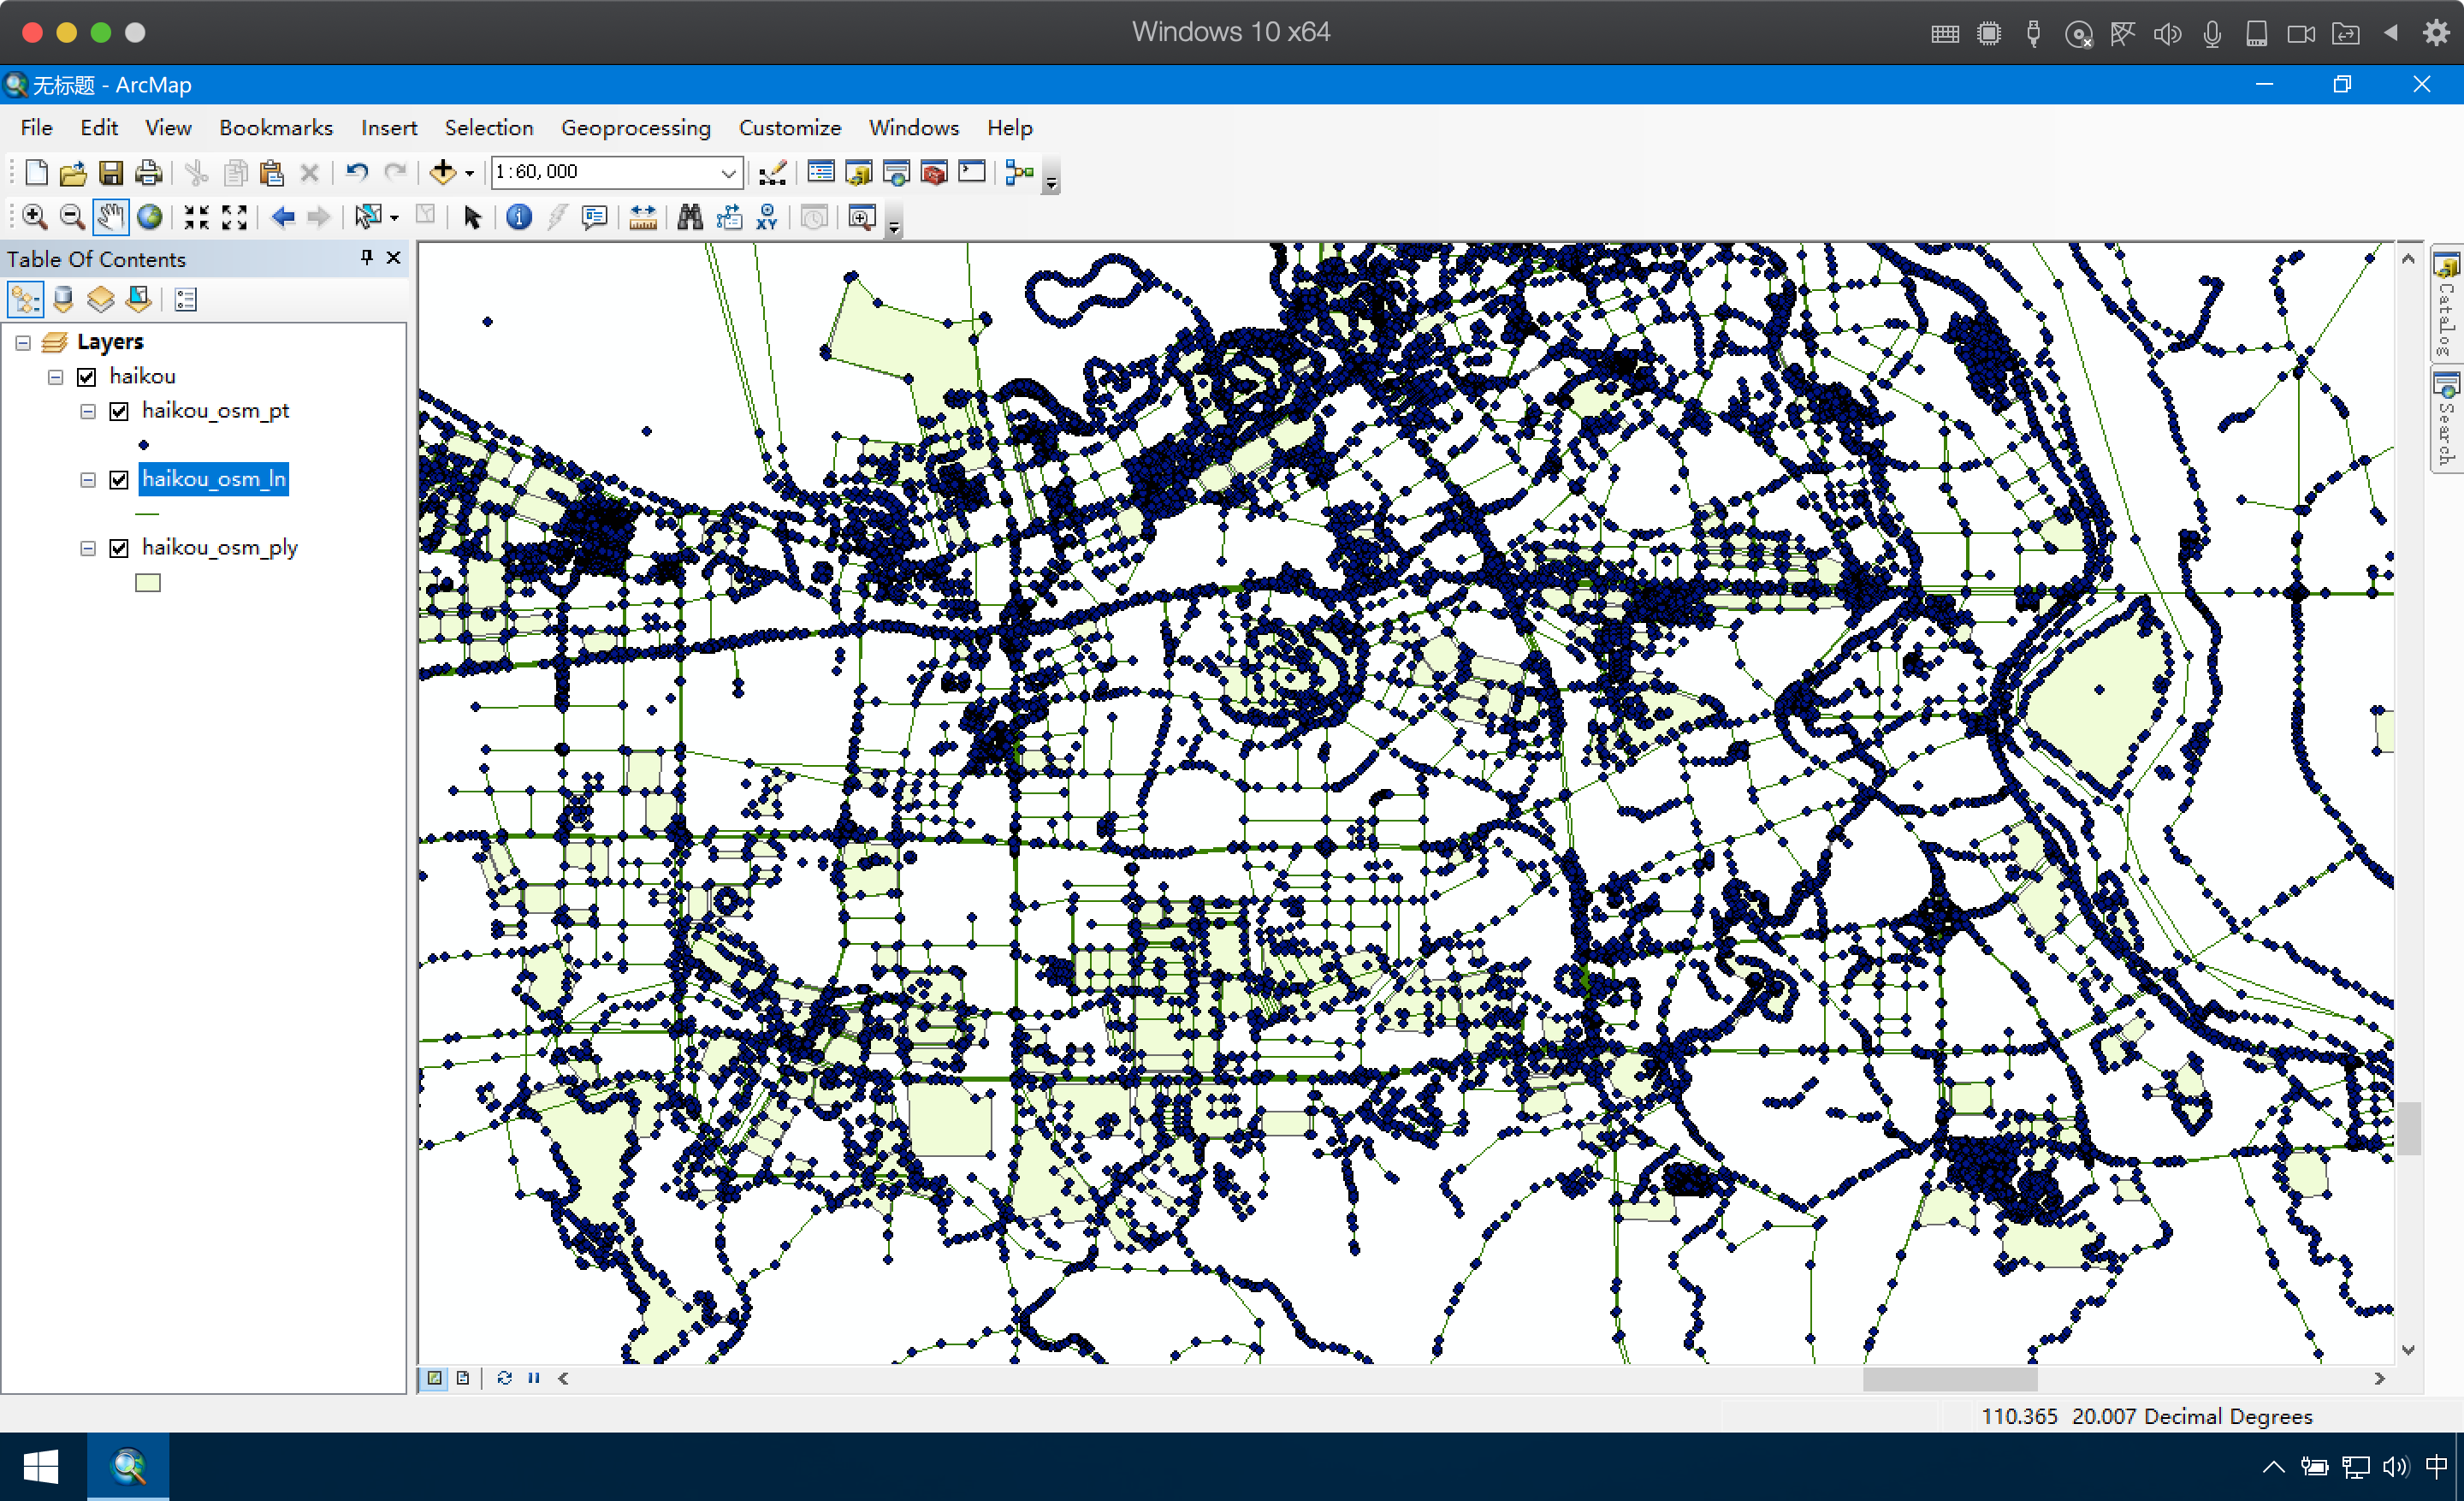 Windows 10 x64
无标题 - ArcMap
File Edit View Bookmarks Insert Selection Geoprocessing Customize Windows Help
1:60,000
XY
Table Of Contents
Layers
haikou
haikou_osm_pt
haikou_osm_ln
haikou_osm_ply
Catalog
Search
110.365 20.007 Decimal Degrees
中